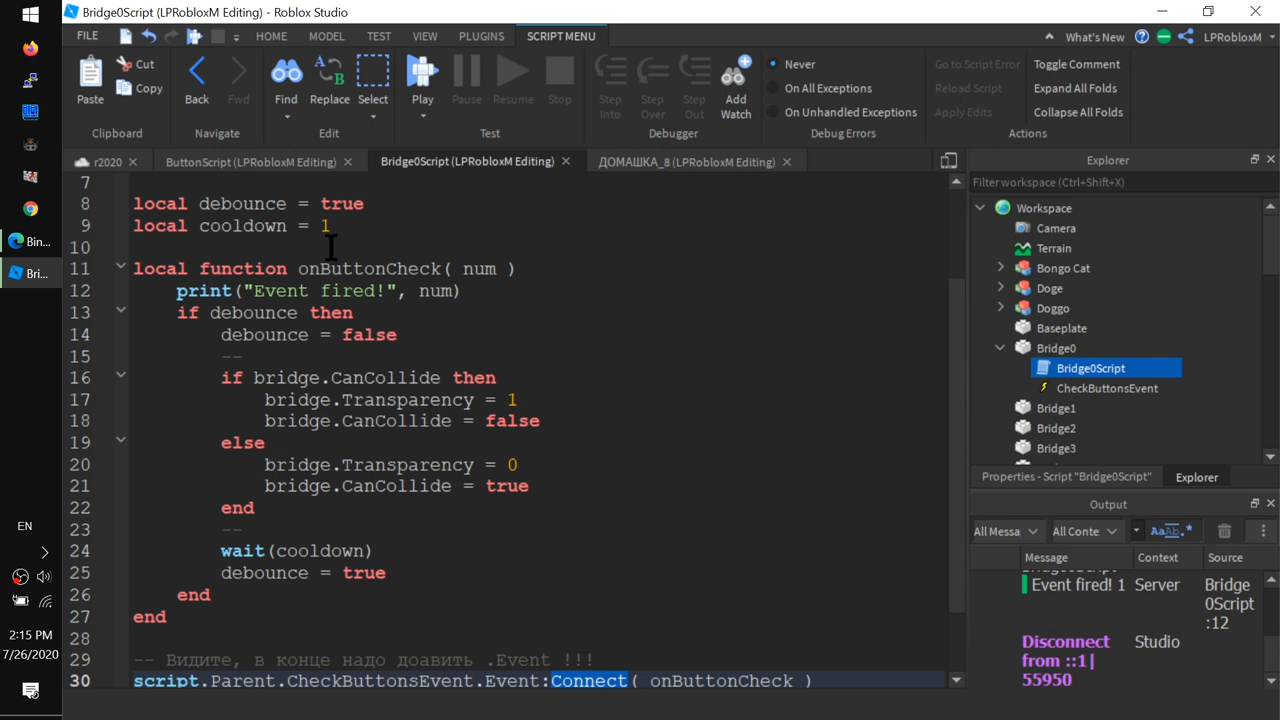 Bridge0Script (LPRobloxM Editing) - Roblox Studio
FILE HOME MODEL TEST VIEW PLUGINS SCRIPT MENU What's New LPRobloxM
Paste Cut Copy Back Fwd Find Replace Select Play Pause Resume Stop Step Into Step Over Step Out Add Watch
Never
On All Exceptions
On Unhandled Exceptions
Go to Script Error
Reload Script
Apply Edits
Toggle Comment
Expand All Folds
Collapse All Folds
Clipboard Navigate Edit Test Debugger Debug Errors Actions
r2020 ButtonScript (LPRobloxM Editing) Bridge0Script (LPRobloxM Editing) ДОМАШКА_8 (LPRobloxM Editing)
7
8 local debounce = true
9 local cooldown = 1
10
11 local function onButtonCheck( num )
12 print("Event fired!", num)
13 if debounce then
14 debounce = false
15 --
16 if bridge.CanCollide then
17 bridge.Transparency = 1
18 bridge.CanCollide = false
19 else
20 bridge.Transparency = 0
21 bridge.CanCollide = true
22 end
23 --
24 wait(cooldown)
25 debounce = true
26 end
27 end
28
29 -- Видите, в конце надо доавить .Event !!!
30 script.Parent.CheckButtonsEvent.Event:Connect( onButtonCheck )
Explorer
Filter workspace (Ctrl+Shift+X)
Workspace
Camera
Terrain
Bongo Cat
Doge
Doggo
Baseplate
Bridge0
Bridge0Script
CheckButtonsEvent
Bridge1
Bridge2
Bridge3
Properties - Script "Bridge0Script" Explorer
Output
All Messa All Conte AaAb.*
Message Context Source
Event fired! 1 Server Bridge
0Script
:12
Disconnect Studio
from ::1|
55950
Bin...
Bri...
EN
2:15 PM
7/26/2020